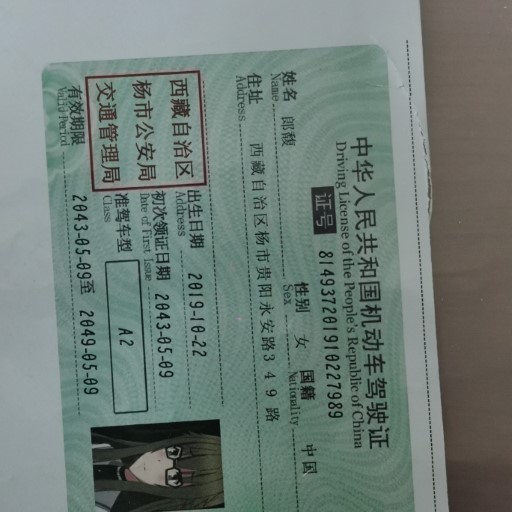 中华人民共和国机动车驾驶证
Driving License of the People's Republic of China
证号 814937201910227989
姓名 郎馥 性别 女 国籍 中国
Name Sex Nationality
住址 西藏自治区杨市贵阳永安路349路
Address
西藏自治区
杨市公安局
交通管理局
出生日期 2019-10-22
Address
初次领证日期 2043-05-09
Date of First Issue
准驾车型 A2
Class
有效期限 2043-05-09至 2049-05-09
Valid Period